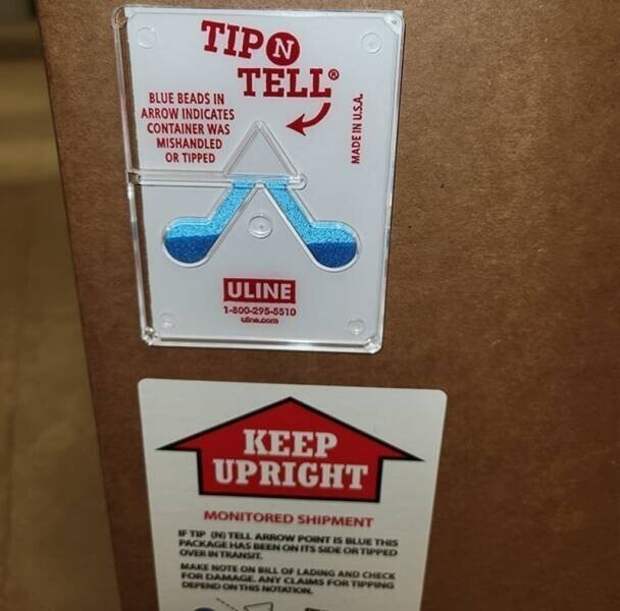 TIP N
TELL®
BLUE BEADS IN
ARROW INDICATES
CONTAINER WAS
MISHANDLED
OR TIPPED
MADE IN U.S.A.
ULINE
1-800-295-5510
uline.com
KEEP
UPRIGHT
MONITORED SHIPMENT
IF TIP (N) TELL ARROW POINT IS BLUE THIS
PACKAGE HAS BEEN ON ITS SIDE OR TIPPED
OVER IN TRANSIT.
MAKE NOTE ON BILL OF LADING AND CHECK
FOR DAMAGE. ANY CLAIMS FOR TIPPING
DEPEND ON THIS NOTATION.